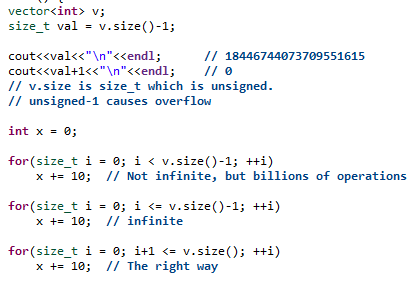 vector<int> v;
size_t val = v.size()-1;
cout<<val<<"\n"<<endl;    // 18446744073709551615
cout<<val+1<<"\n"<<endl;    // 0
// v.size is size_t which is unsigned.
// unsigned-1 causes overflow
int x = 0;
for(size_t i = 0; i < v.size()-1; ++i)
    x += 10;  // Not infinite, but billions of operations
for(size_t i = 0; i <= v.size()-1; ++i)
    x += 10;  // infinite
for(size_t i = 0; i+1 <= v.size(); ++i)
    x += 10;  // The right way